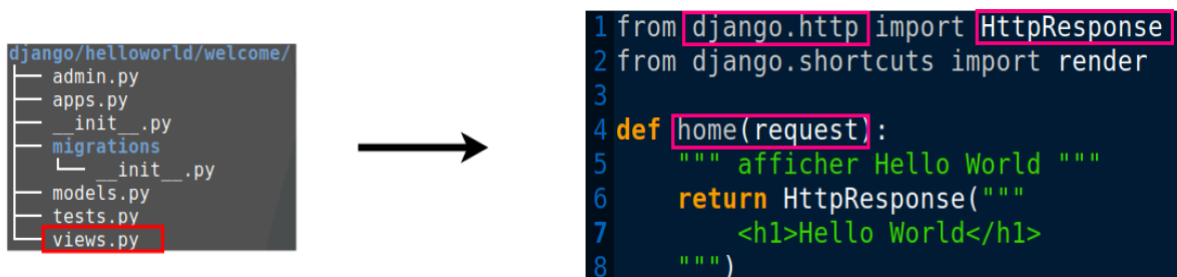 django/helloworld/welcome/
├── admin.py
├── apps.py
├── __init__.py
├── migrations
│   └── __init__.py
├── models.py
├── tests.py
└── views.py
1 from django.http import HttpResponse
2 from django.shortcuts import render
3
4 def home(request):
5     """ afficher Hello World """
6     return HttpResponse("""
7         <h1>Hello World</h1>
8     """)